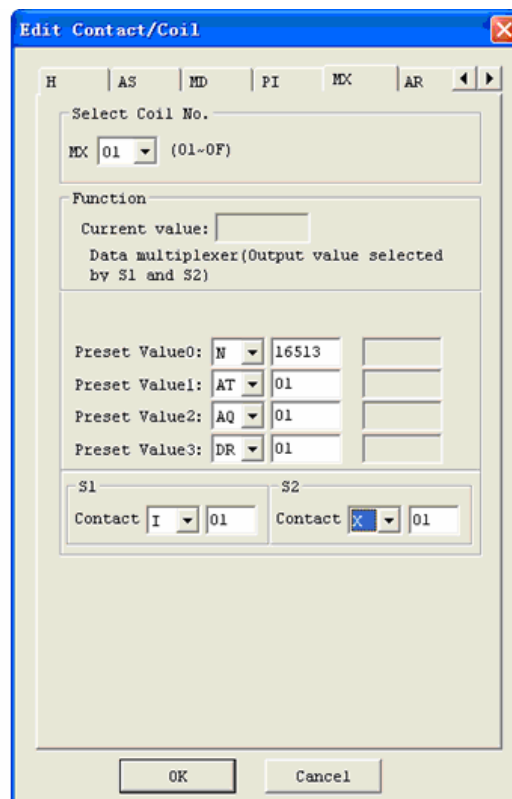 Edit Contact/Coil
H AS MD PI MX AR
Select Coil No.
MX 01 (01~0F)
Function
Current value:
Data multiplexer(Output value selected
by S1 and S2)
Preset Value0: N 16513
Preset Value1: AT 01
Preset Value2: AQ 01
Preset Value3: DR 01
S1 S2
Contact I 01 Contact X 01
OK Cancel